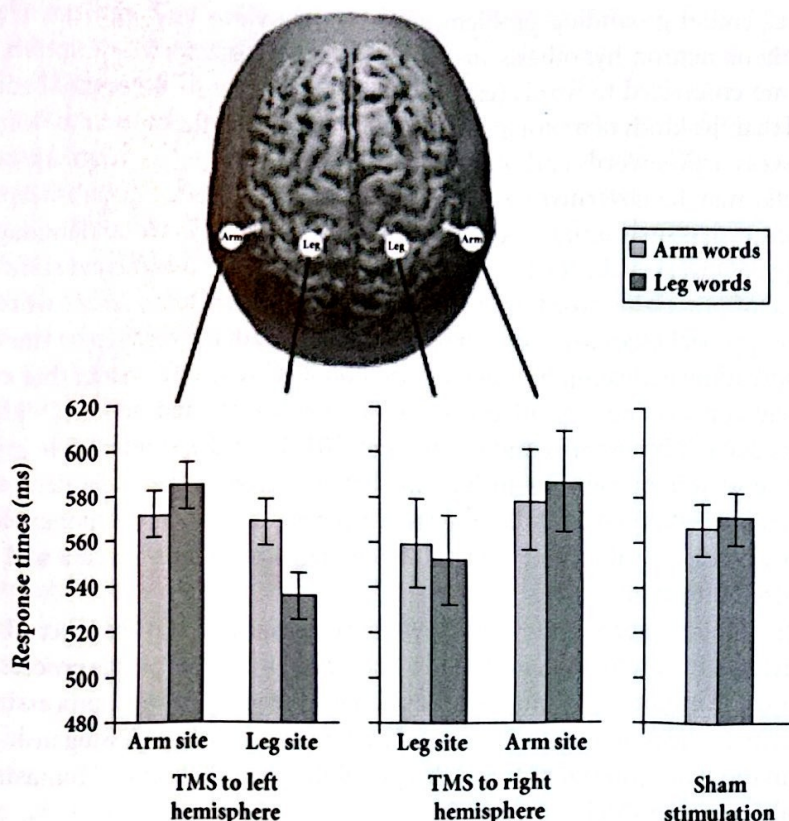 Arm
Leg
Leg
Arm
Arm words
Leg words
Response times (ms)
620
600
580
560
540
520
500
480
Arm site Leg site
TMS to left
hemisphere
Leg site Arm site
TMS to right
hemisphere
Sham
stimulation